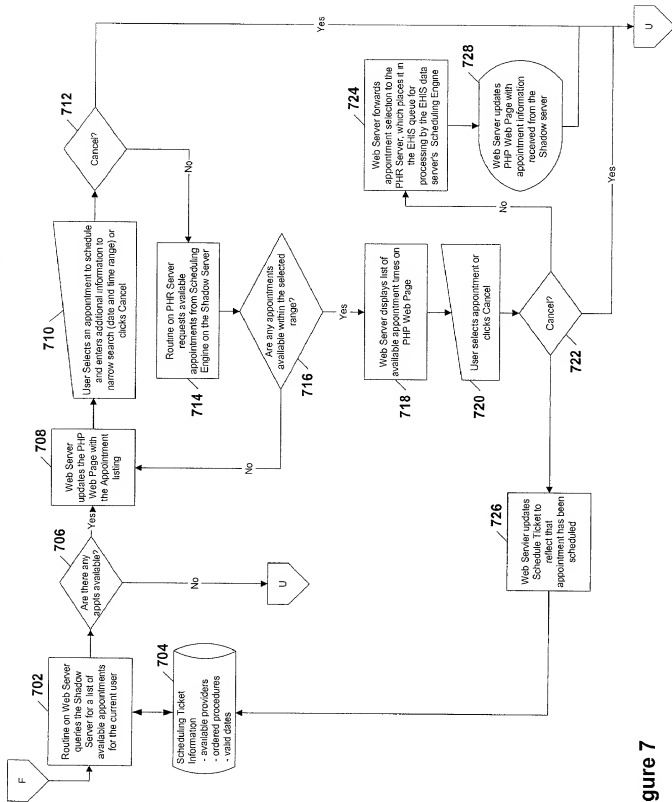 F
702
Routine on Web Server
queries the Shadow
Server for a list of
available appointments
for the current user
704
Scheduling Ticket
Information
- available providers
- ordered procedures
- valid dates
706
Are there any
appts available?
Yes
No
U
708
Web Server
updates the PHP
Web Page with
the Appointment
listing
710
User Selects an appointment to schedule
and enters additional information to
narrow search (date and time range) or
clicks Cancel
712
Cancel?
Yes
No
714
Routine on PHR Server
requests available
appointments from Scheduling
Engine on the Shadow Server
716
Are any appointments
available within the selected
range?
No
Yes
718
Web Server displays list of
available appointment times on
PHP Web Page
720
User selects appointment or
clicks Cancel
722
Cancel?
No
Yes
724
Web Server forwards
appointment selection to the
PHR Server, which places it in
the EHIS queue for
processing by the EHIS data
server's Scheduling Engine
726
Web Servier updates
Schedule Ticket to
reflect that
appointment has been
scheduled
728
Web Server updates
PHP Web Page with
appointment information
received from the
Shadow server
U
gure 7